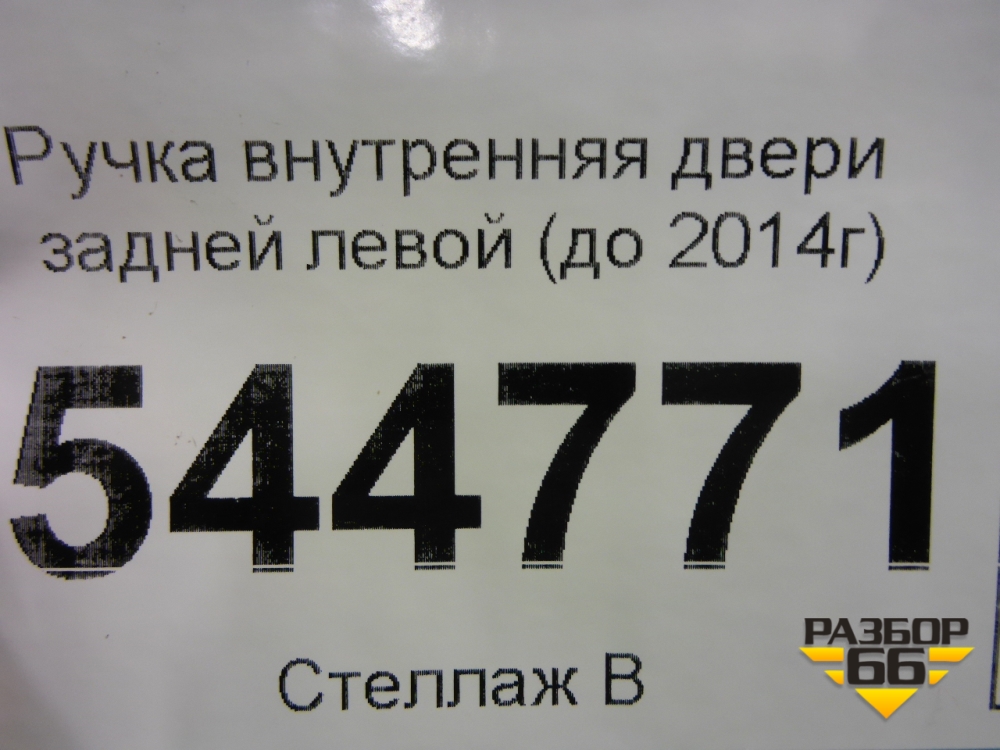 Ручка внутренняя двери
задней левой (до 2014г)
544771
Стеллаж В
РАЗБОР
66